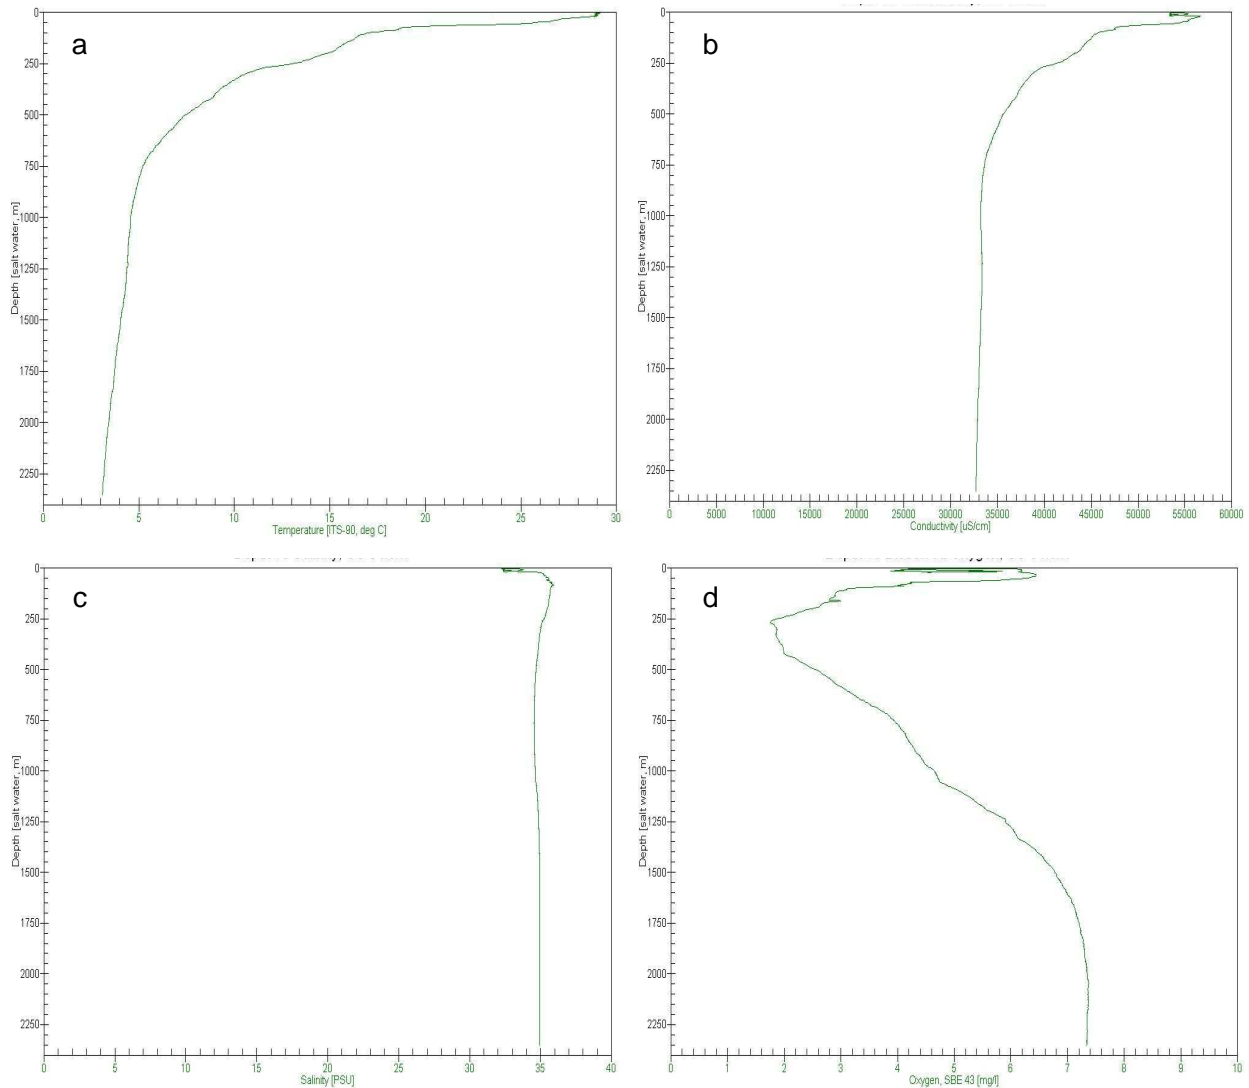 a
0
250
500
750
1000
1250
1500
1750
2000
2250
Depth [salt water, m]
0 5 10 15 20 25 30
Temperature [ITS-90, deg C]
b
0
250
500
750
1000
1250
1500
1750
2000
2250
Depth [salt water, m]
0 5000 10000 15000 20000 25000 30000 35000 40000 45000 50000 55000 60000
Conductivity [uS/cm]
c
0
250
500
750
1000
1250
1500
1750
2000
2250
Depth [salt water, m]
0 5 10 15 20 25 30 35 40
Salinity [PSU]
d
0
250
500
750
1000
1250
1500
1750
2000
2250
Depth [salt water, m]
0 1 2 3 4 5 6 7 8 9 10
Oxygen, SBE 43 [mg/l]